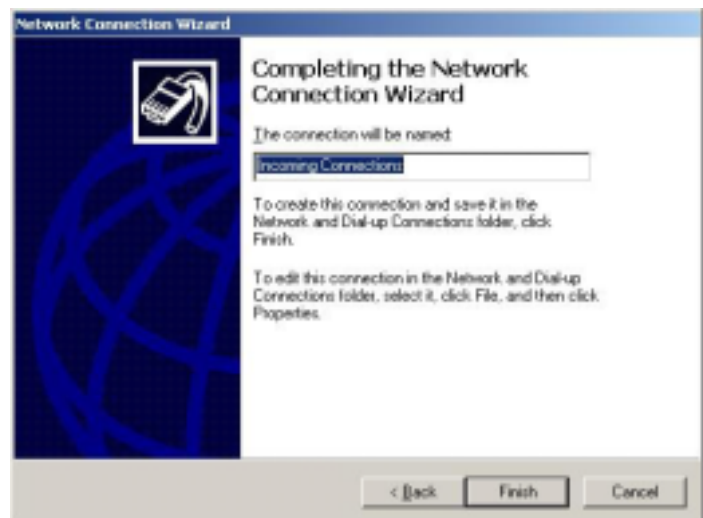 Network Connection Wizard
Completing the Network
Connection Wizard
The connection will be named:
Incoming Connections
To create this connection and save it in the
Network and Dial-up Connections folder, click
Finish.
To edit this connection in the Network and Dial-up
Connections folder, select it, click File, and then click
Properties.
< Back
Finish
Cancel